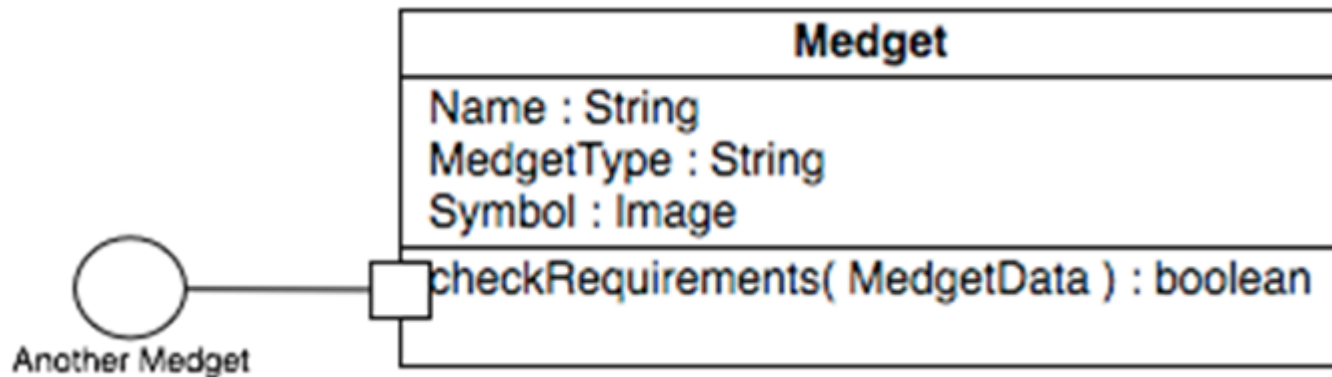 Medget
Name : String
MedgetType : String
Symbol : Image
checkRequirements( MedgetData ) : boolean
Another Medget